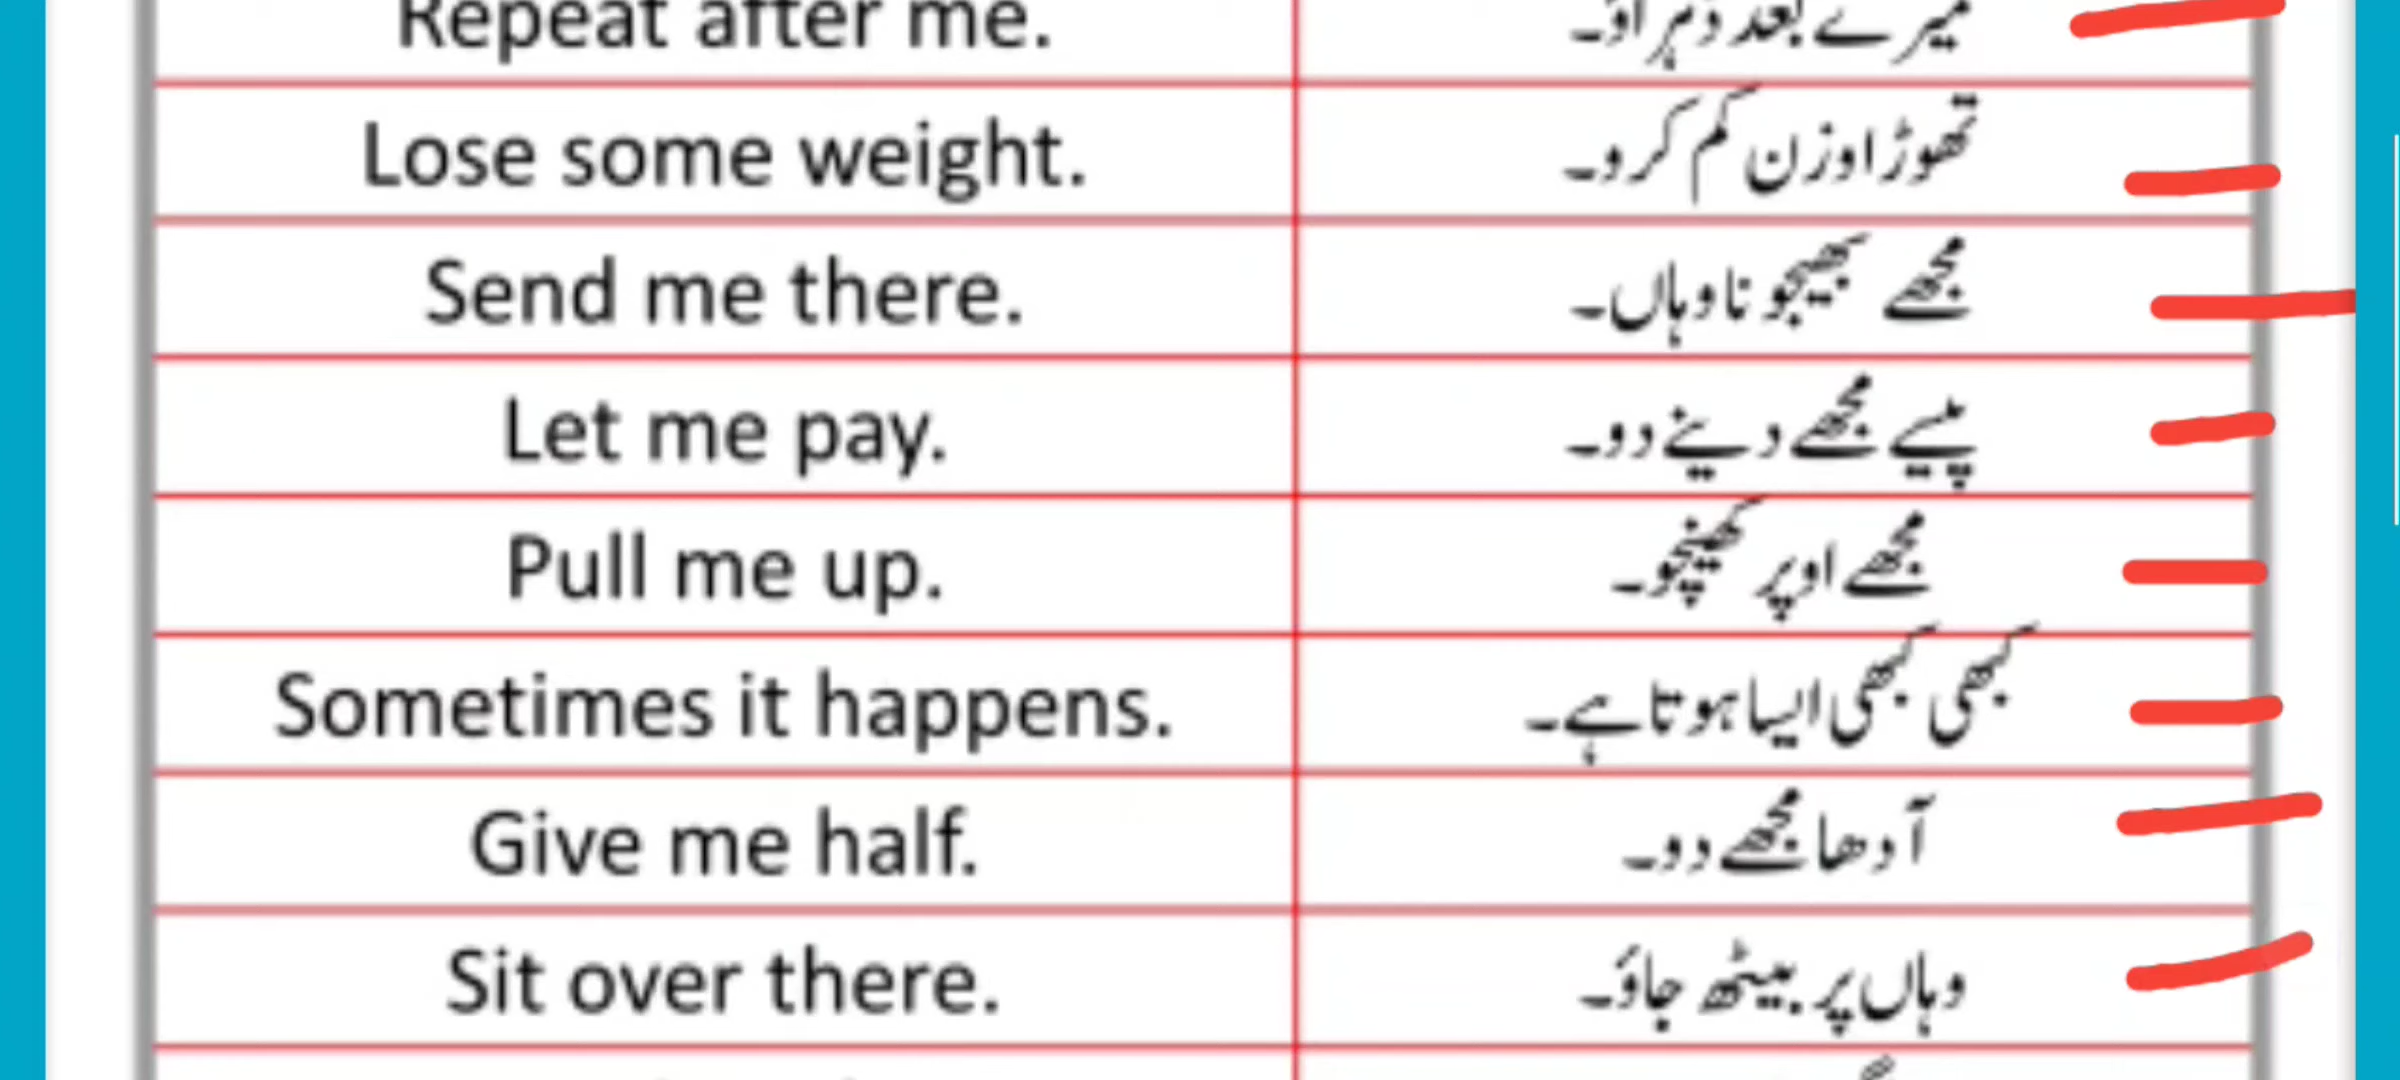 Repeat after me. میرے بعد دہراؤ۔
Lose some weight. تھوڑا وزن کم کرو۔
Send me there. مجھے بھیجو نا وہاں۔
Let me pay. پیسے مجھے دینے دو۔
Pull me up. مجھے اوپر کھینچو۔
Sometimes it happens. کبھی کبھی ایسا ہوتا ہے۔
Give me half. آدھا مجھے دو۔
Sit over there. وہاں پر بیٹھ جاؤ۔